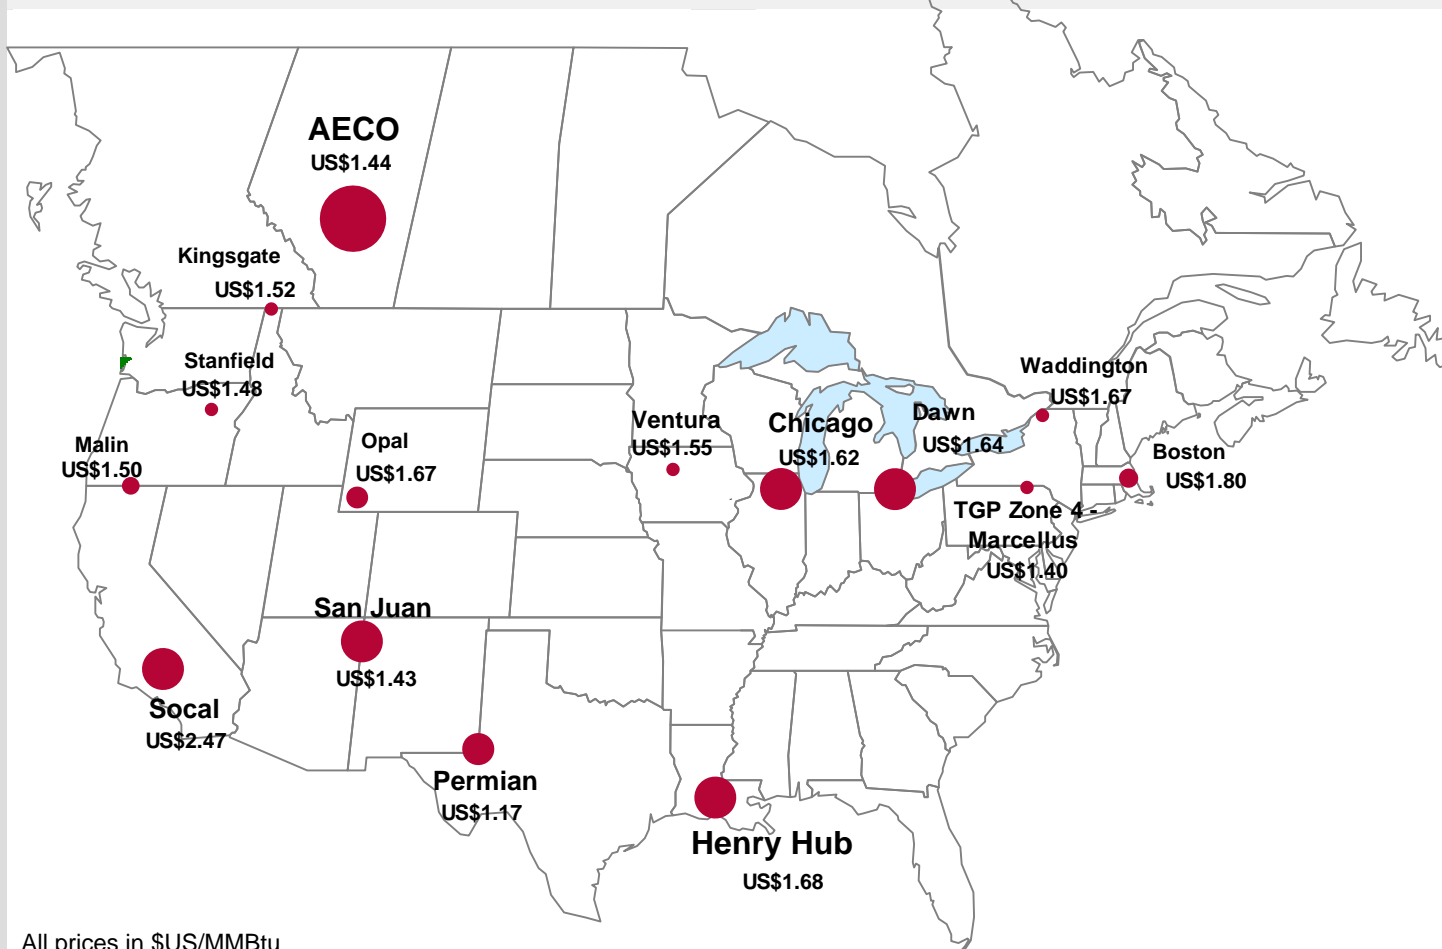 AECO
US$1.44
Kingsgate
US$1.52
Stanfield
US$1.48
Malin
US$1.50
Opal
US$1.67
Ventura
US$1.55
Chicago
US$1.62
Dawn
US$1.64
Waddington
US$1.67
Boston
US$1.80
TGP Zone 4 -
Marcellus
US$1.40
San Juan
US$1.43
Socal
US$2.47
Permian
US$1.17
Henry Hub
US$1.68
All prices in $US/MMBtu